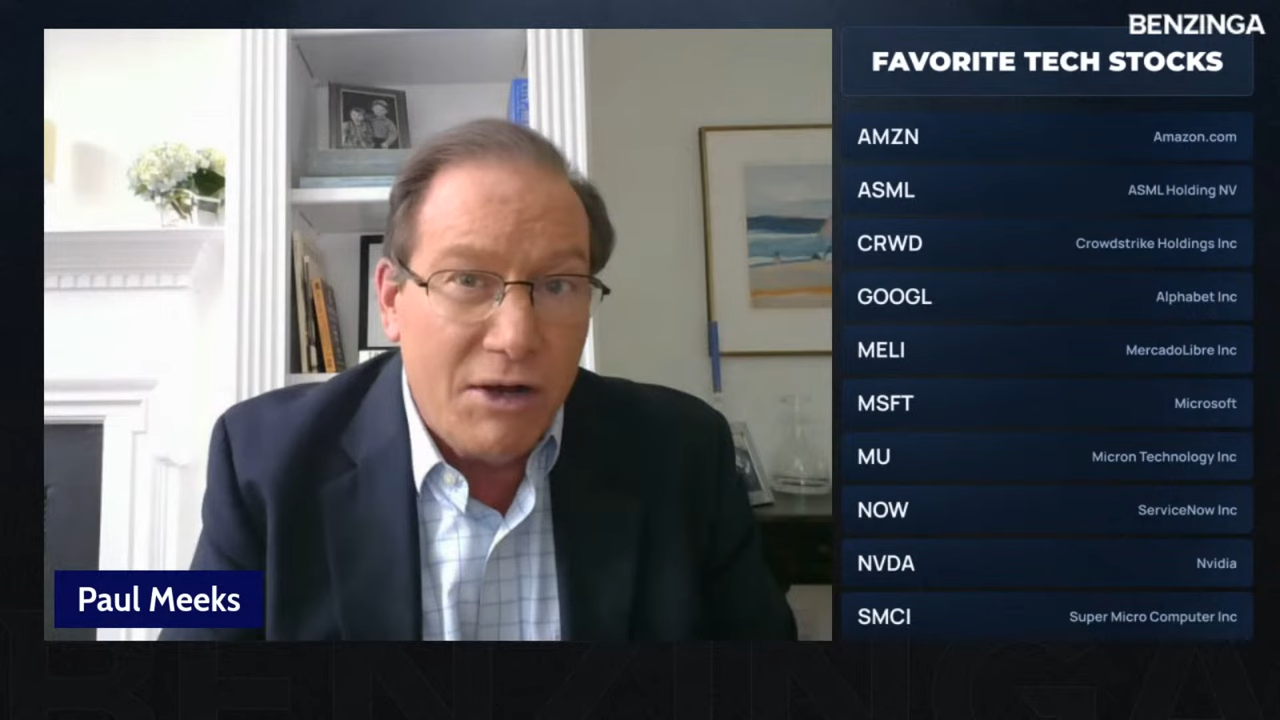 BENZINGA
FAVORITE TECH STOCKS
AMZN Amazon.com
ASML ASML Holding NV
CRWD Crowdstrike Holdings Inc
GOOGL Alphabet Inc
MELI MercadoLibre Inc
MSFT Microsoft
MU Micron Technology Inc
NOW ServiceNow Inc
NVDA Nvidia
SMCI Super Micro Computer Inc
Paul Meeks
BENZINGA